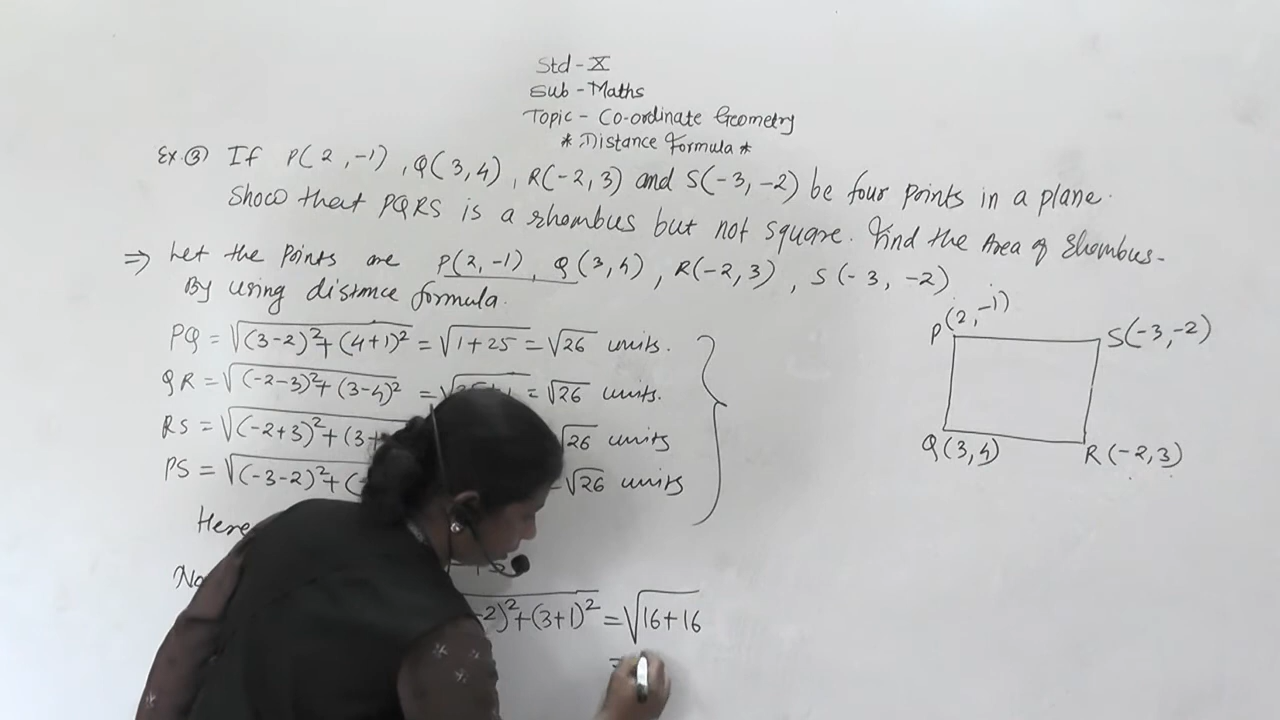 Std - X
Sub - Maths
Topic - Co-ordinate Geometry
* Distance Formula *
Ex. ③ If P(2, -1), Q(3, 4), R(-2, 3) and S(-3, -2) be four points in a plane.
Show that PQRS is a rhombus but not square. Find the Area of Rhombus.
⇒ Let the points are P(2, -1), Q(3, 4), R(-2, 3), S(-3, -2)
By using distance formula.
PQ = √(3-2)²+(4+1)² = √1+25 = √26 units.
QR = √(-2-3)²+(3-4)² = = √26 units.
RS = √(-2+3)²+(3+ √26 units
PS = √(-3-2)²+(- = √26 units
Here
-2)²+(3+1)² = √16+16
=
P(2, -1)
S(-3, -2)
Q(3, 4)
R(-2, 3)